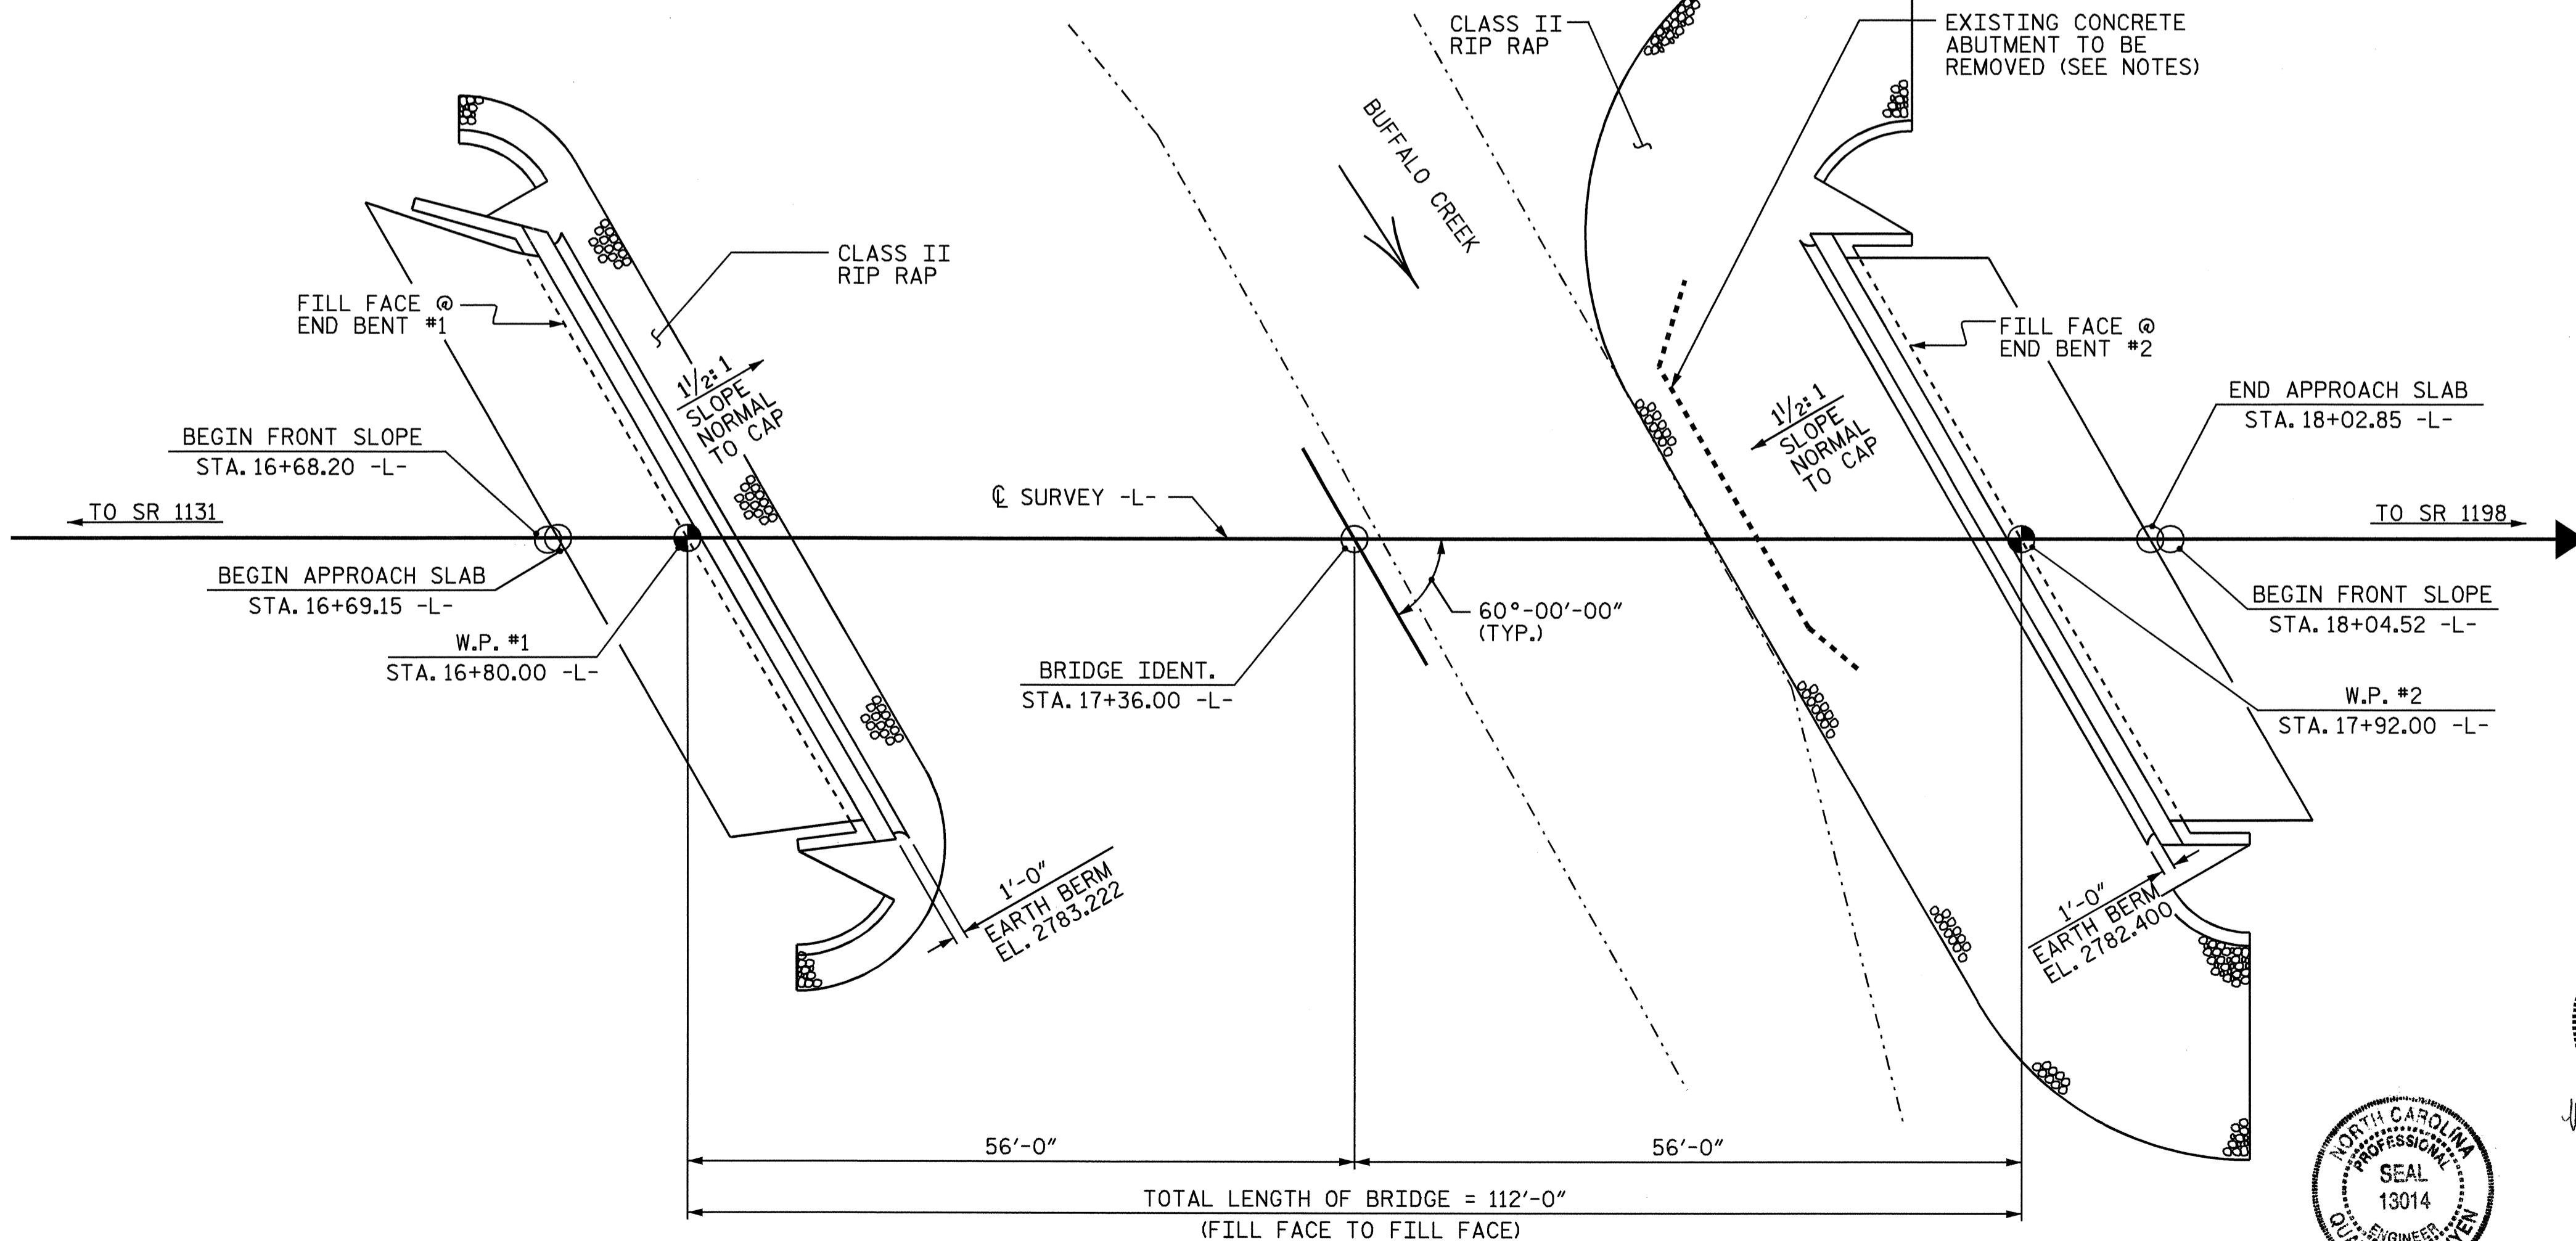 CLASS II
RIP RAP
EXISTING CONCRETE
ABUTMENT TO BE
REMOVED (SEE NOTES)
BUFFALO CREEK
CLASS II
RIP RAP
FILL FACE @
END BENT #1
FILL FACE @
END BENT #2
1 1/2: 1
SLOPE
NORMAL
TO CAP
1 1/2: 1
SLOPE
NORMAL
TO CAP
END APPROACH SLAB
STA. 18+02.85 -L-
BEGIN FRONT SLOPE
STA. 16+68.20 -L-
℄ SURVEY -L-
TO SR 1131
TO SR 1198
BEGIN APPROACH SLAB
STA. 16+69.15 -L-
60°-00'-00"
(TYP.)
BEGIN FRONT SLOPE
STA. 18+04.52 -L-
W.P. #1
STA. 16+80.00 -L-
BRIDGE IDENT.
STA. 17+36.00 -L-
W.P. #2
STA. 17+92.00 -L-
1'-0"
EARTH BERM
EL. 2783.222
1'-0"
EARTH BERM
EL. 2782.400
56'-0"
56'-0"
TOTAL LENGTH OF BRIDGE = 112'-0"
(FILL FACE TO FILL FACE)
NORTH CAROLINA
PROFESSIONAL
SEAL
13014
ENGINEER